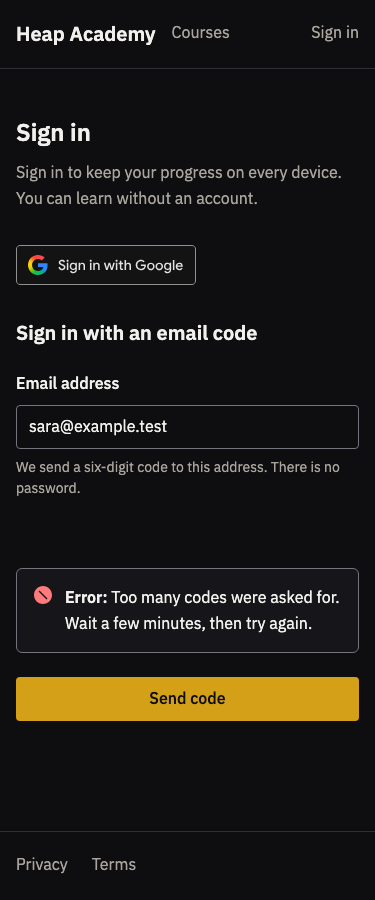 Heap Academy Courses Sign in
Sign in
Sign in to keep your progress on every device.
You can learn without an account.
Sign in with Google
Sign in with an email code
Email address
sara@example.test
We send a six-digit code to this address. There is no
password.
Error: Too many codes were asked for.
Wait a few minutes, then try again.
Send code
Privacy Terms